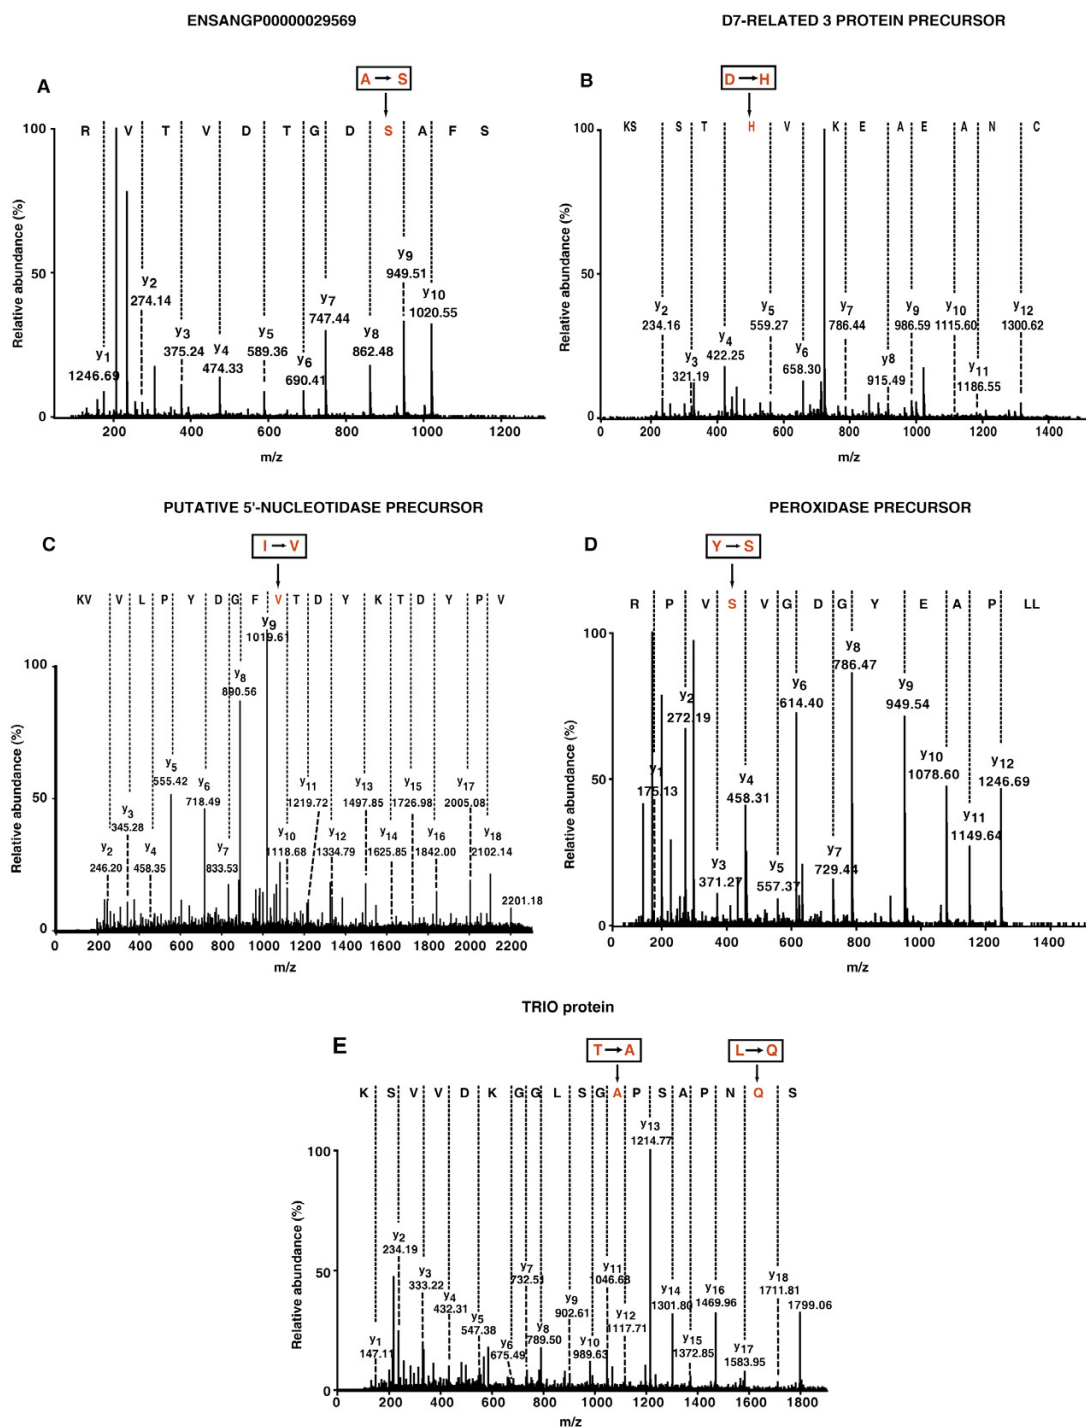 ENSANGP00000029569
D7-RELATED 3 PROTEIN PRECURSOR
A
A → S
R V T V D T G D S A F S
Relative abundance (%)
100
50
0
y1
1246.69
y2
274.14
y3
375.24
y4
474.33
y5
589.36
y6
690.41
y7
747.44
y8
862.48
y9
949.51
y10
1020.55
200 400 600 800 1000 1200
m/z
B
D → H
KS S T H V K E A E A N C
Relative abundance (%)
100
50
0
y2
234.16
y3
321.19
y4
422.25
y5
559.27
y6
658.30
y7
786.44
y8
915.49
y9
986.59
y10
1115.60
y11
1186.55
y12
1300.62
0 200 400 600 800 1000 1200 1400
m/z
PUTATIVE 5'-NUCLEOTIDASE PRECURSOR
PEROXIDASE PRECURSOR
C
I → V
KV V L P Y D G F V T D Y K T D Y P V
Relative abundance (%)
100
50
0
y2
246.20
y3
345.28
y4
458.35
y5
555.42
y6
718.49
y7
833.53
y8
890.56
y9
1019.61
y10
1118.68
y11
1219.72
y12
1334.79
y13
1497.85
y14
1625.85
y15
1726.98
y16
1842.00
y17
2005.08
y18
2102.14
2201.18
0 200 400 600 800 1000 1200 1400 1600 1800 2000 2200
m/z
D
Y → S
R P V S V G D G Y E A P LL
Relative abundance (%)
100
50
0
y1
175.13
y2
272.19
y3
371.27
y4
458.31
y5
557.37
y6
614.40
y7
729.44
y8
786.47
y9
949.54
y10
1078.60
y11
1149.64
y12
1246.69
0 200 400 600 800 1000 1200 1400
m/z
TRIO protein
E
T → A
L → Q
K S V V D K G G L S G A P S A P N Q S
Relative abundance (%)
100
50
0
y1
147.11
y2
234.19
y3
333.22
y4
432.31
y5
547.38
y6
675.49
y7
732.51
y8
789.50
y9
902.61
y10
989.63
y11
1046.68
y12
1117.71
y13
1214.77
y14
1301.80
y15
1372.85
y16
1469.96
y17
1583.95
y18
1711.81
1799.06
0 200 400 600 800 1000 1200 1400 1600 1800
m/z